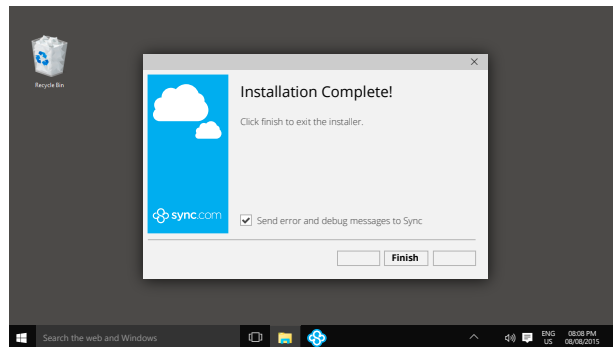 Recycle Bin
Installation Complete!
Click finish to exit the installer.
sync.com
Send error and debug messages to Sync
Finish
Search the web and Windows
ENG
US
08:08 PM
08/08/2015